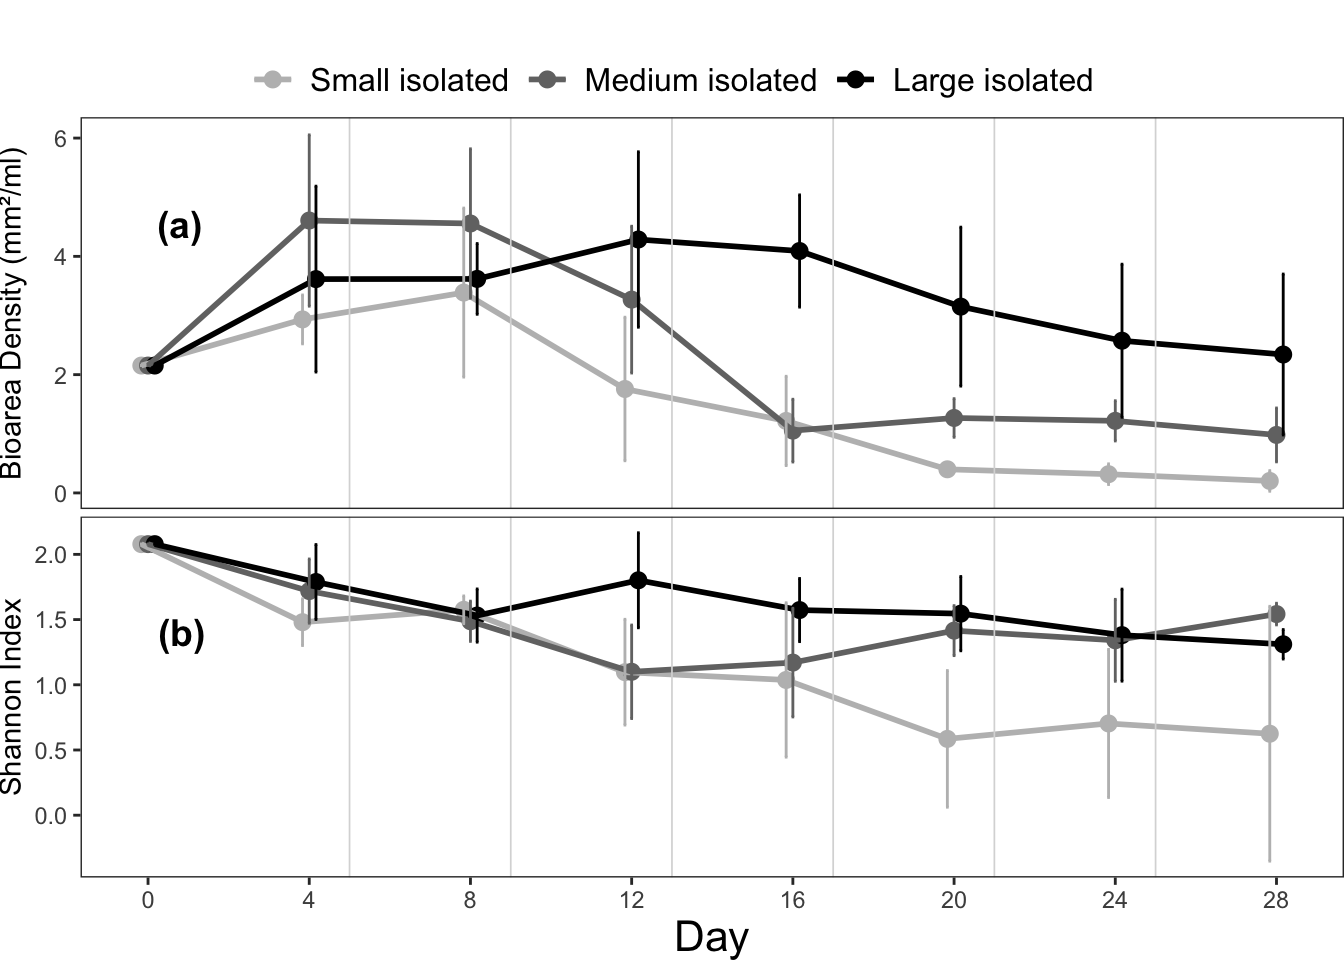 Small isolated Medium isolated Large isolated
Bioarea Density (mm²/ml)
6
4
2
0
(a)
Shannon Index
2.0
1.5
1.0
0.5
0.0
(b)
0 4 8 12 16 20 24 28
Day